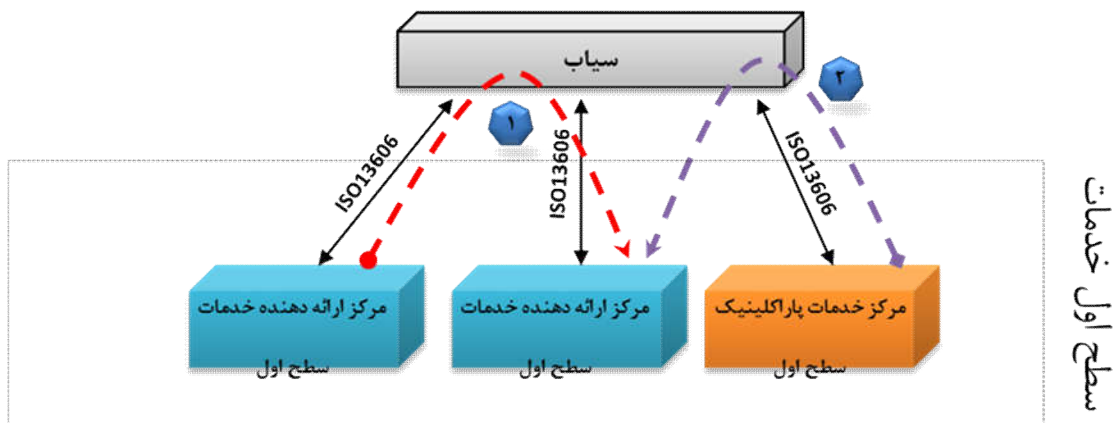 سیاب
۱
۲
ISO13606
ISO13606
ISO13606
سطح اول خدمات
مرکز خدمات پاراکلینیک
سطح اول
مرکز ارائه دهنده خدمات
سطح اول
مرکز ارائه دهنده خدمات
سطح اول